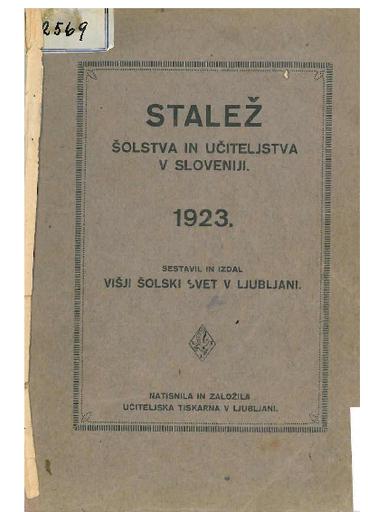 2569
STALEŽ
ŠOLSTVA IN UČITELJSTVA
V SLOVENIJI.
1923.
SESTAVIL IN IZDAL
VIŠJI ŠOLSKI SVET V LJUBLJANI.
NATISNILA IN ZALOŽILA
UČITELJSKA TISKARNA V LJUBLJANI.